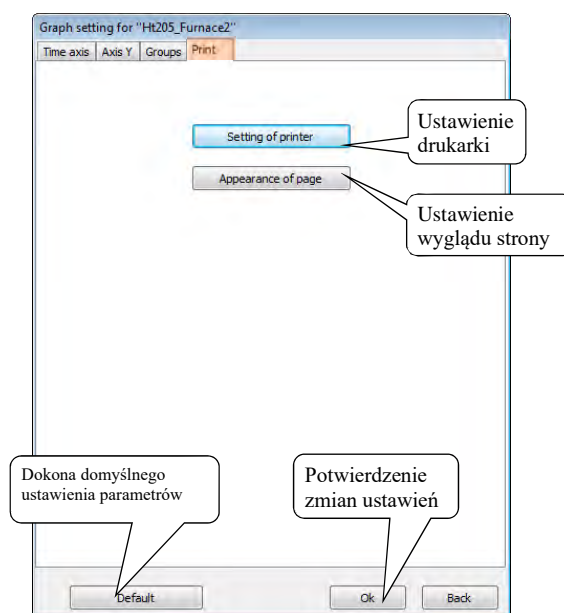 Graph setting for "Ht205_Furnace2"
Time axis Axis Y Groups Print
Setting of printer
Ustawienie
drukarki
Appearance of page
Ustawienie
wyglądu strony
Dokona domyślnego
ustawienia parametrów
Potwierdzenie
zmian ustawień
Default Ok Back